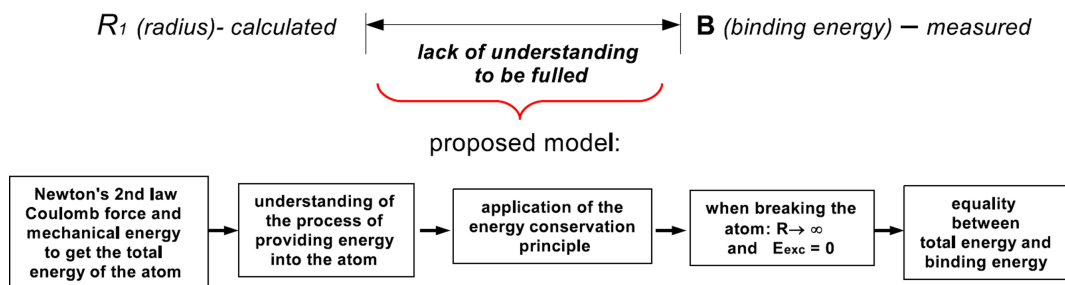 R₁ (radius)- calculated
B (binding energy) — measured
lack of understanding
to be fulled
proposed model:
Newton's 2nd law
Coulomb force and
mechanical energy
to get the total
energy of the atom
understanding of
the process of
providing energy
into the atom
application of the
energy conservation
principle
when breaking the
atom: R→ ∞
and Eexc = 0
equality
between
total energy and
binding energy